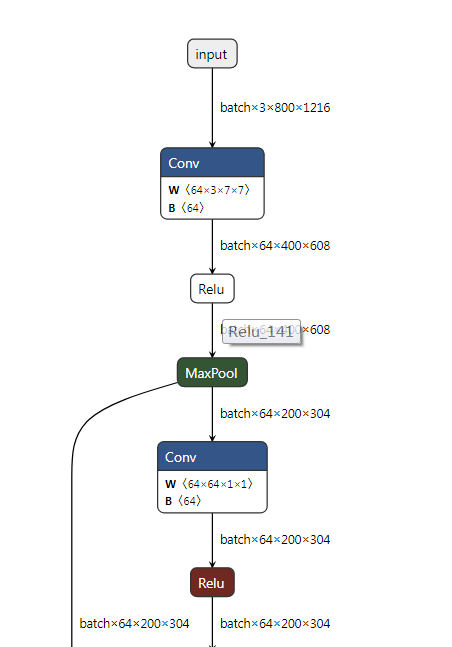 input
batch×3×800×1216
Conv
W〈64×3×7×7〉
B〈64〉
batch×64×400×608
Relu
Relu_141
×608
MaxPool
batch×64×200×304
Conv
W〈64×64×1×1〉
B〈64〉
batch×64×200×304
Relu
batch×64×200×304
batch×64×200×304